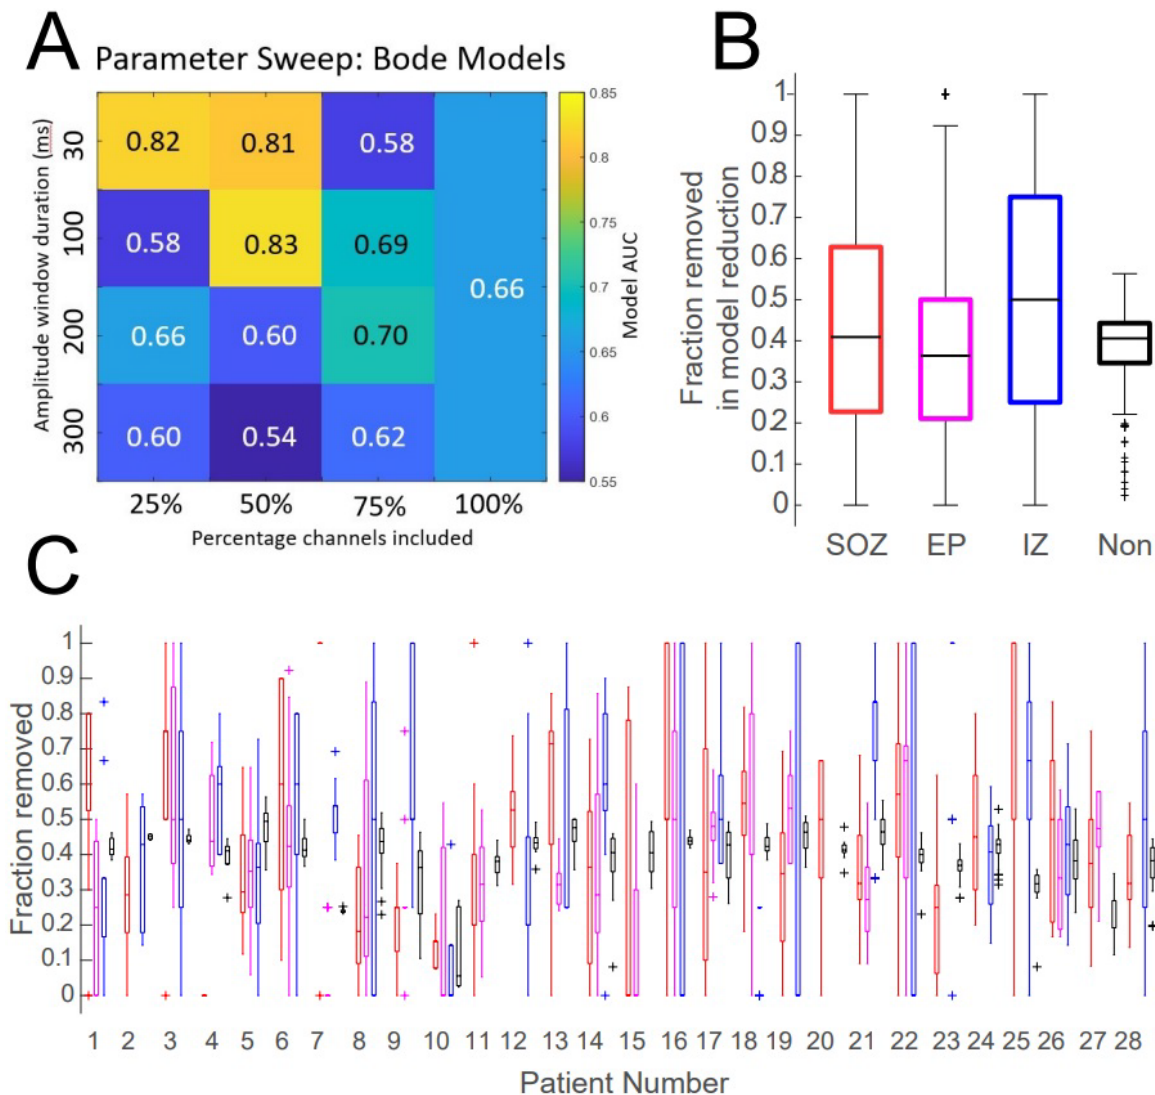 A
Parameter Sweep: Bode Models
Amplitude window duration (ms)
30
100
200
300
0.82 0.81 0.58
0.58 0.83 0.69
0.66
0.66 0.60 0.70
0.60 0.54 0.62
25% 50% 75% 100%
Percentage channels included
0.85
0.8
0.75
0.7
0.65
0.6
0.55
Model AUC
B
Fraction removed
in model reduction
1
0.9
0.8
0.7
0.6
0.5
0.4
0.3
0.2
0.1
0
SOZ EP IZ Non
C
Fraction removed
1
0.9
0.8
0.7
0.6
0.5
0.4
0.3
0.2
0.1
0
1 2 3 4 5 6 7 8 9 10 11 12 13 14 15 16 17 18 19 20 21 22 23 24 25 26 27 28
Patient Number